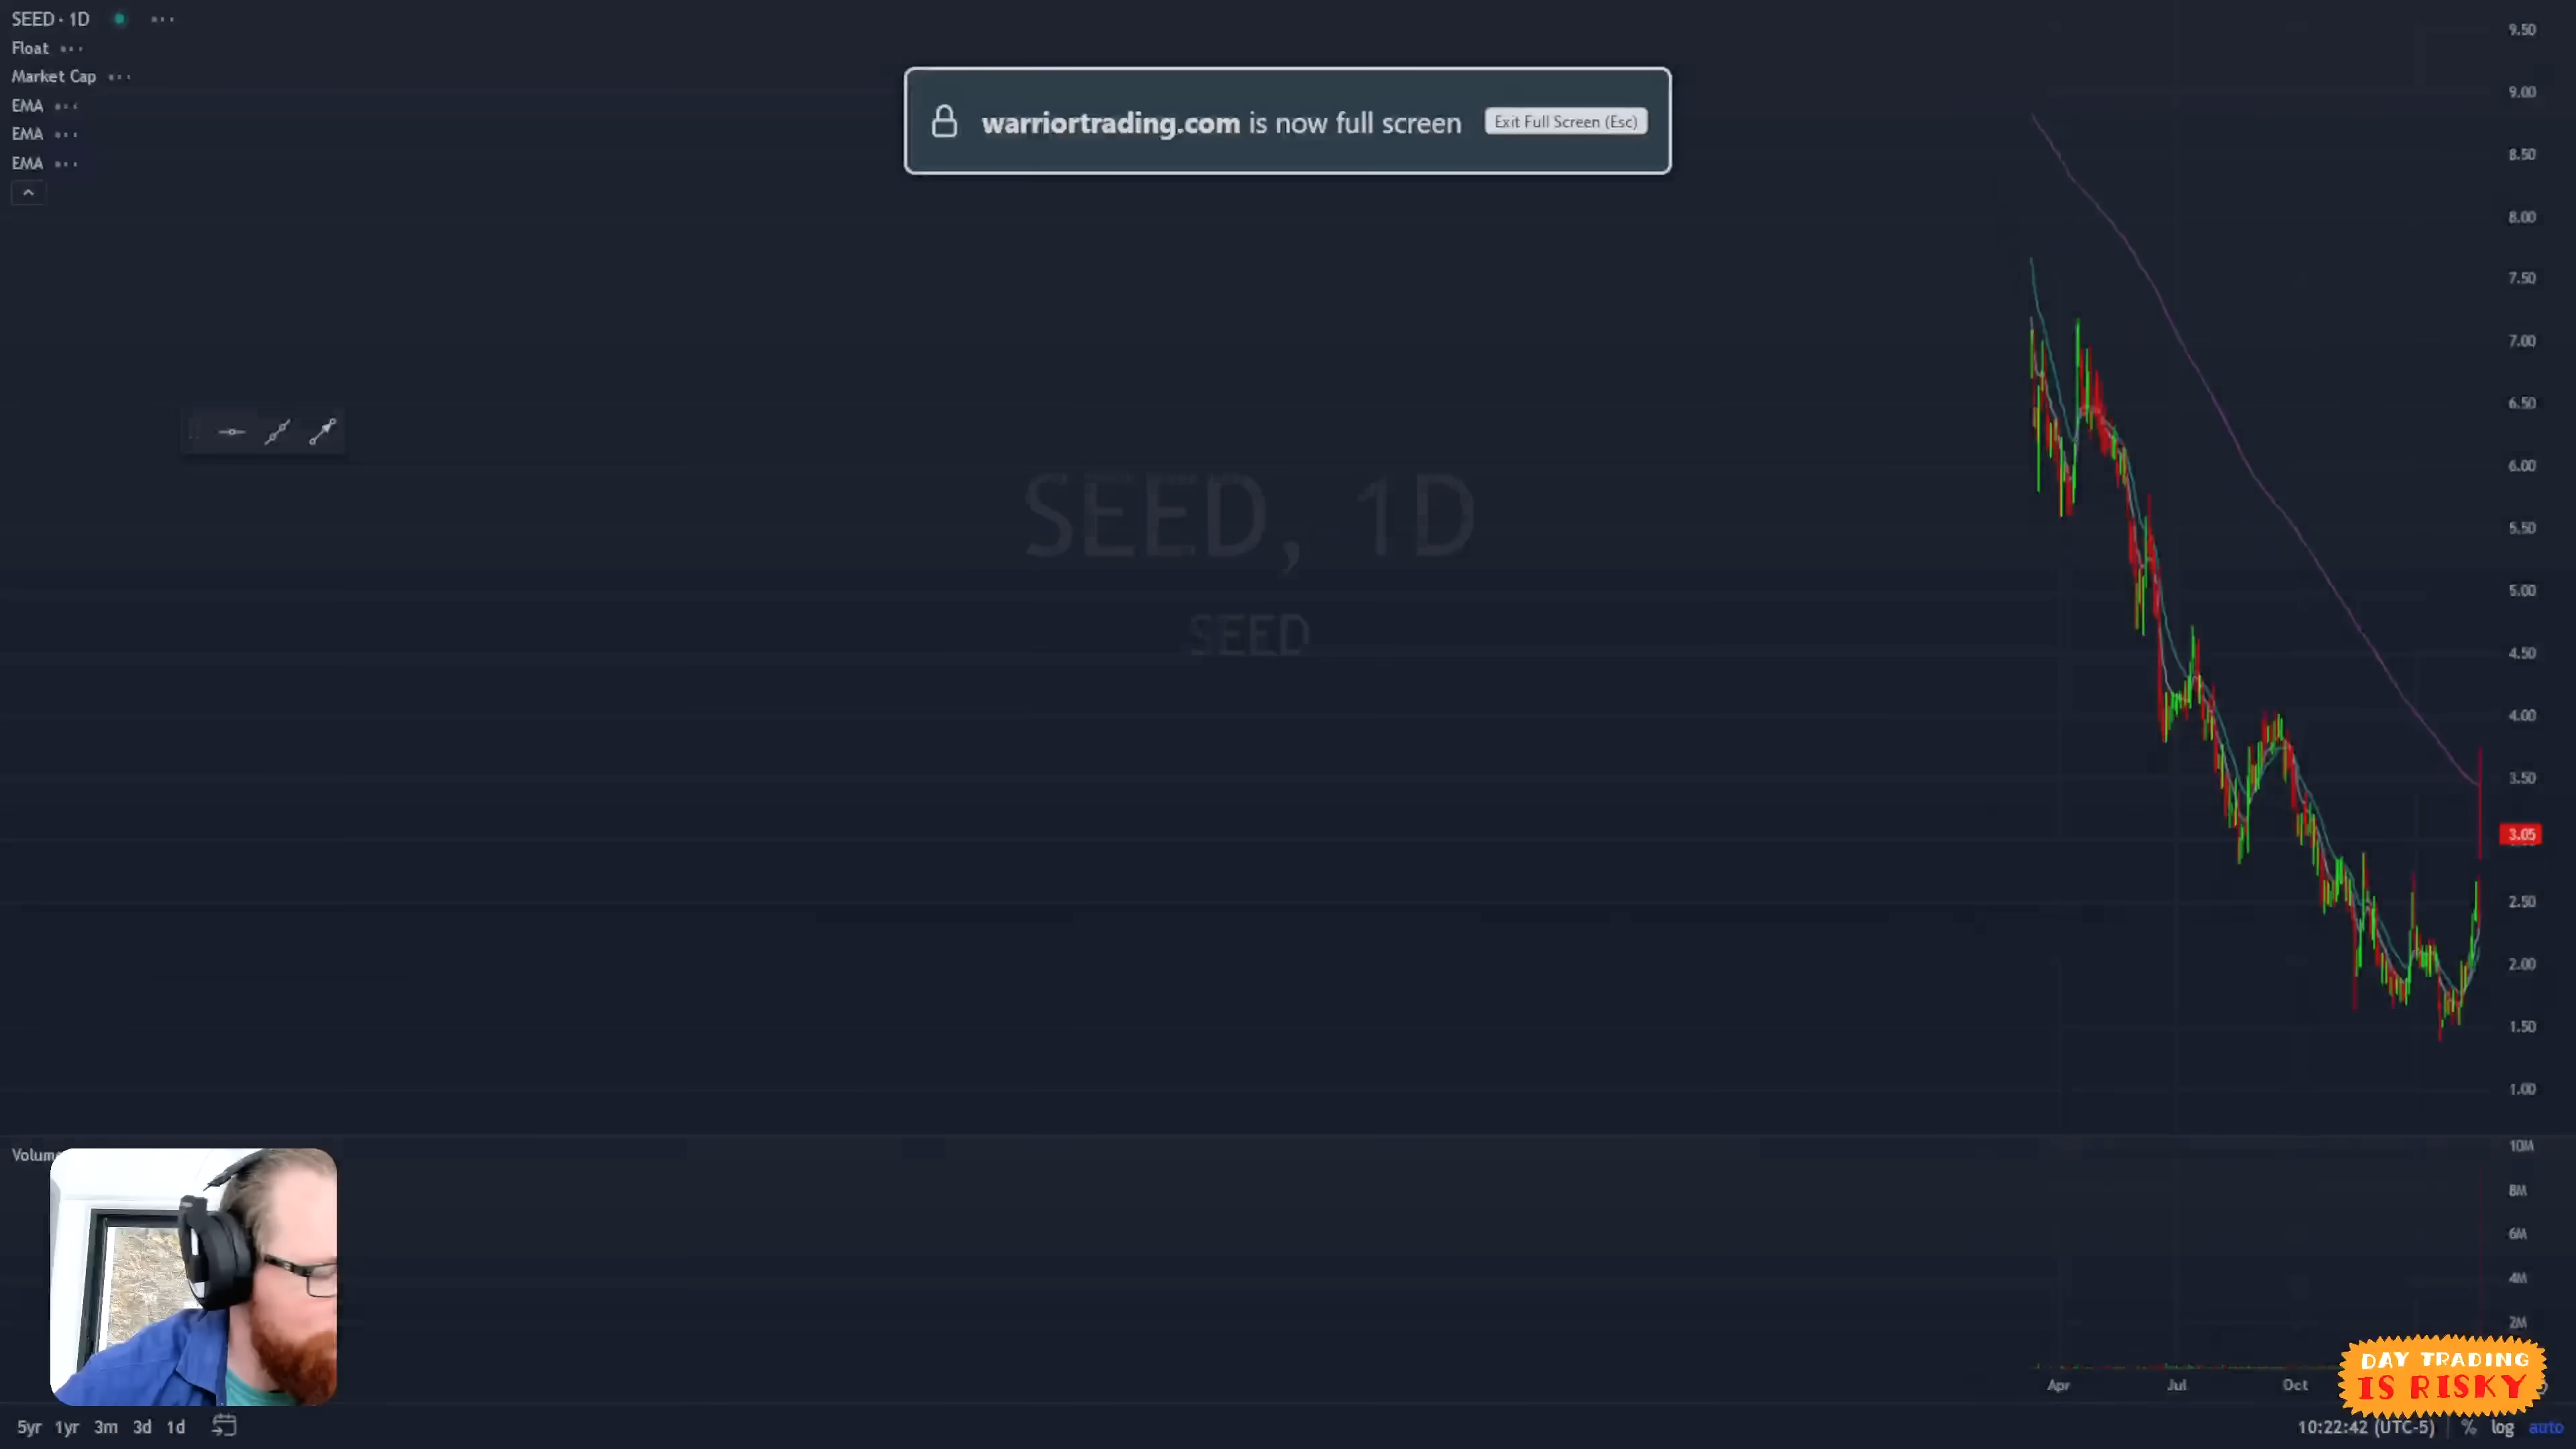 SEED · 1D
Float
Market Cap
EMA
EMA
EMA
warriortrading.com is now full screen
Exit Full Screen (Esc)
SEED, 1D
SEED
9.50
9.00
8.50
8.00
7.50
7.00
6.50
6.00
5.50
5.00
4.50
4.00
3.50
3.05
2.50
2.00
1.50
1.00
10M
8M
6M
4M
2M
Apr
Jul
Oct
DAY TRADING
IS RISKY
5yr 1yr 3m 3d 1d
10:22:42 (UTC-5) % log auto